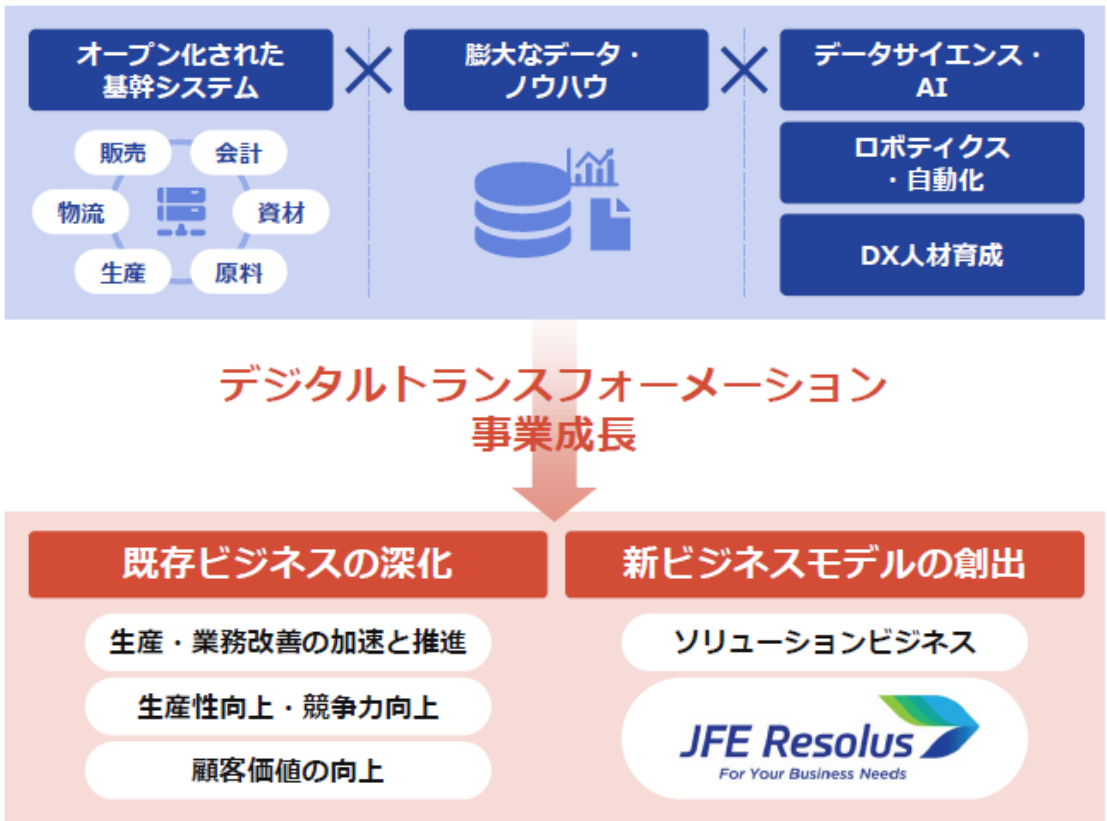 オープン化された
基幹システム
膨大なデータ・
ノウハウ
データサイエンス・
AI
販売
会計
物流
資材
生産
原料
ロボティクス
・自動化
DX人材育成
デジタルトランスフォーメーション
事業成長
既存ビジネスの深化
新ビジネスモデルの創出
生産・業務改善の加速と推進
生産性向上・競争力向上
顧客価値の向上
ソリューションビジネス
JFE Resolus
For Your Business Needs